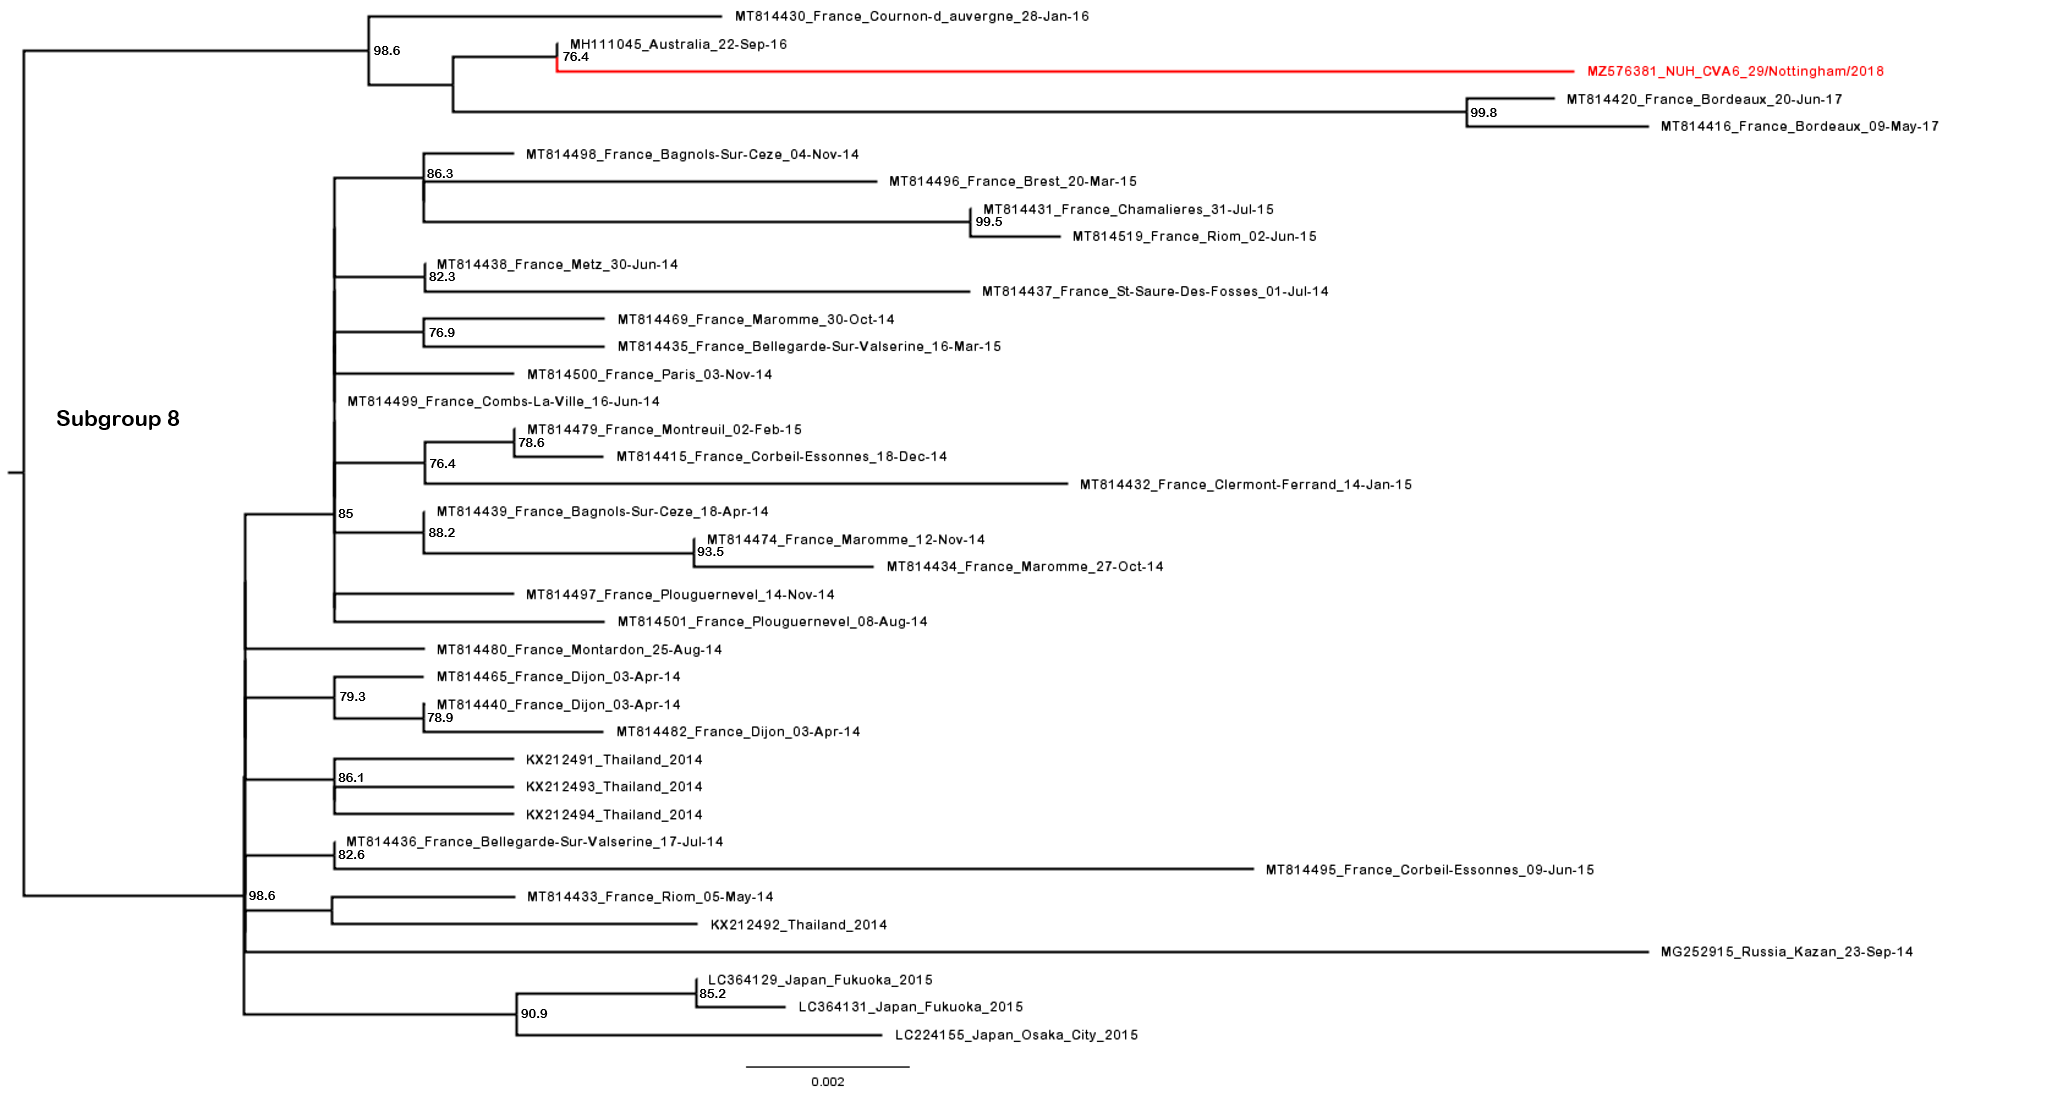 MT814430_France_Cournon-d_auvergne_28-Jan-16
98.6
MH111045_Australia_22-Sep-16
76.4
MZ576381_NUH_CVA6_29/Nottingham/2018
MT814420_France_Bordeaux_20-Jun-17
99.8
MT814416_France_Bordeaux_09-May-17
MT814498_France_Bagnols-Sur-Ceze_04-Nov-14
86.3
MT814496_France_Brest_20-Mar-15
MT814431_France_Chamalieres_31-Jul-15
99.5
MT814519_France_Riom_02-Jun-15
MT814438_France_Metz_30-Jun-14
82.3
MT814437_France_St-Saure-Des-Fosses_01-Jul-14
MT814469_France_Maromme_30-Oct-14
76.9
MT814435_France_Bellegarde-Sur-Valserine_16-Mar-15
MT814500_France_Paris_03-Nov-14
MT814499_France_Combs-La-Ville_16-Jun-14
Subgroup 8
MT814479_France_Montreuil_02-Feb-15
78.6
MT814415_France_Corbeil-Essonnes_18-Dec-14
76.4
MT814432_France_Clermont-Ferrand_14-Jan-15
85
MT814439_France_Bagnols-Sur-Ceze_18-Apr-14
88.2
MT814474_France_Maromme_12-Nov-14
93.5
MT814434_France_Maromme_27-Oct-14
MT814497_France_Plouguernevel_14-Nov-14
MT814501_France_Plouguernevel_08-Aug-14
MT814480_France_Montardon_25-Aug-14
MT814465_France_Dijon_03-Apr-14
79.3
MT814440_France_Dijon_03-Apr-14
78.9
MT814482_France_Dijon_03-Apr-14
KX212491_Thailand_2014
86.1
KX212493_Thailand_2014
KX212494_Thailand_2014
MT814436_France_Bellegarde-Sur-Valserine_17-Jul-14
82.6
MT814495_France_Corbeil-Essonnes_09-Jun-15
98.6
MT814433_France_Riom_05-May-14
KX212492_Thailand_2014
MG252915_Russia_Kazan_23-Sep-14
LC364129_Japan_Fukuoka_2015
85.2
LC364131_Japan_Fukuoka_2015
90.9
LC224155_Japan_Osaka_City_2015
0.002